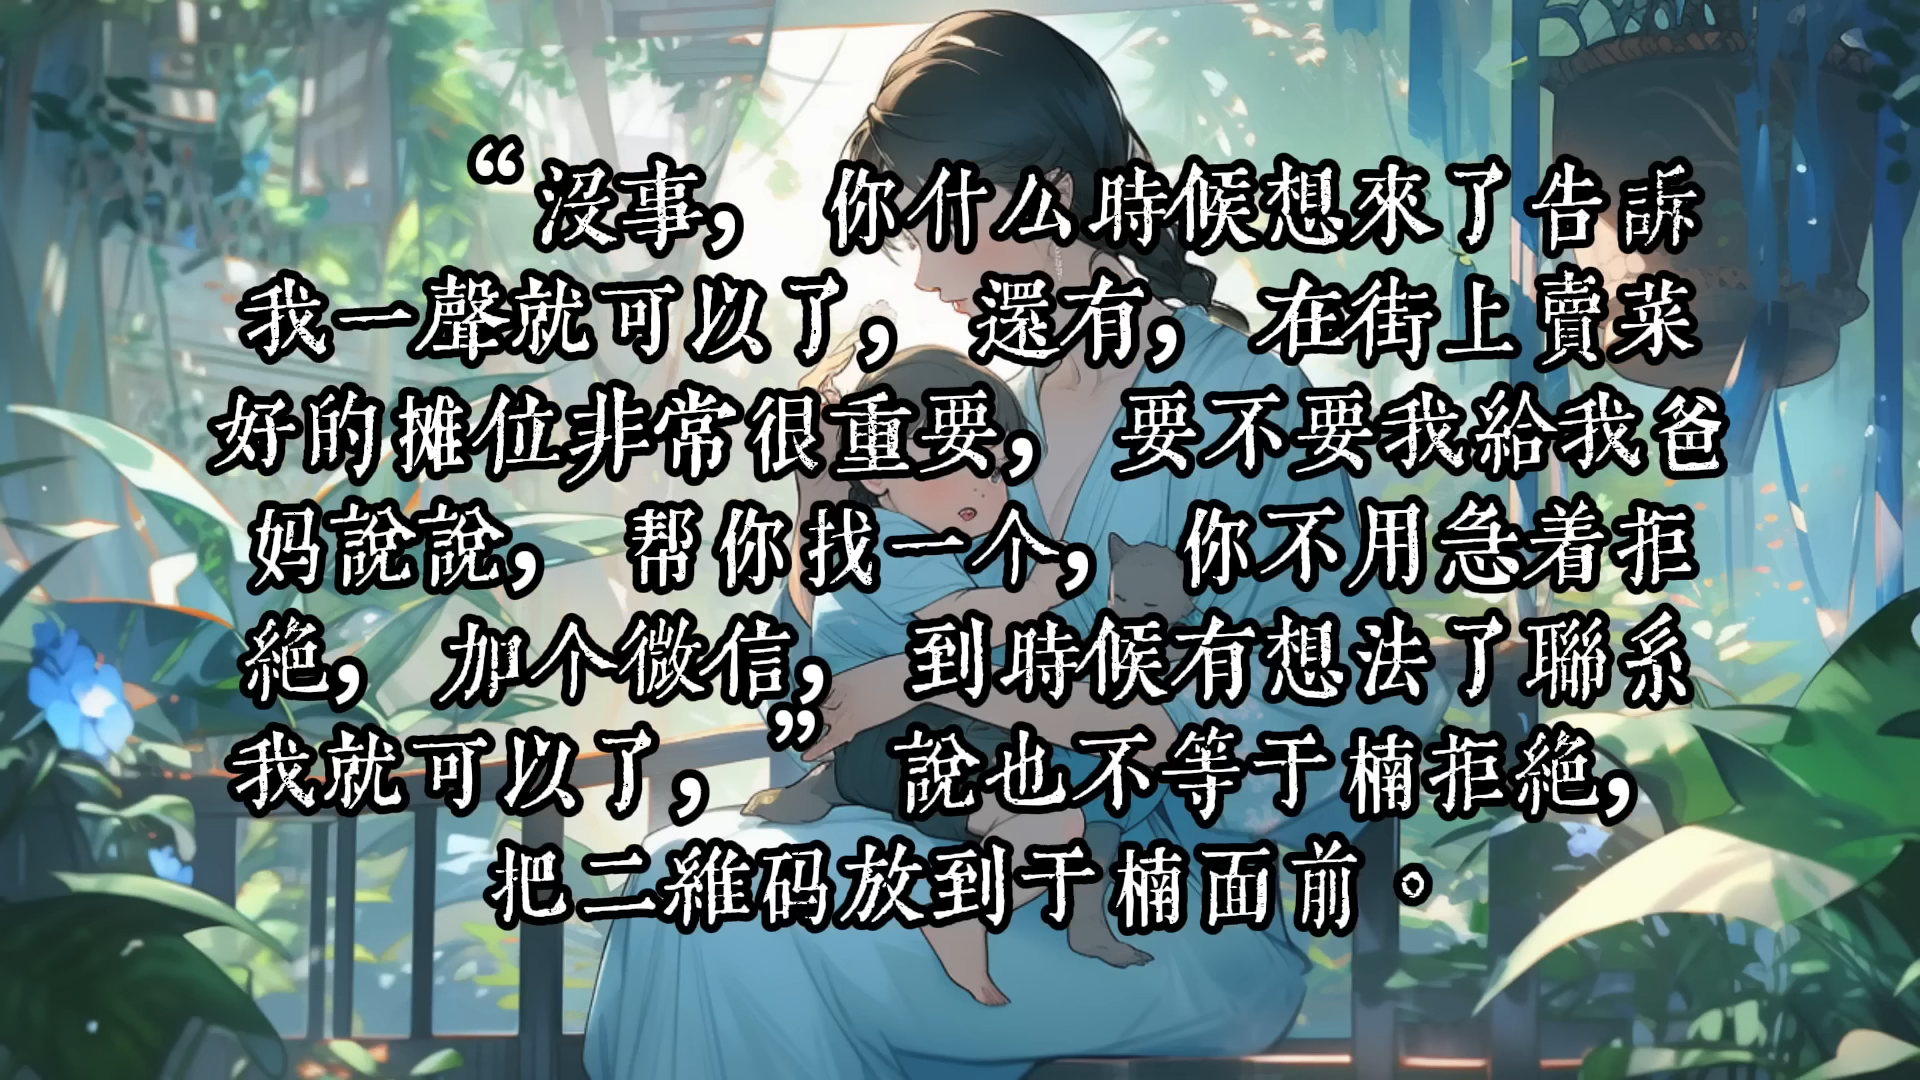 “沒事，你什么時候想來了告訴
我一聲就可以了，還有，在街上賣菜
好的摊位非常很重要，要不要我給我爸
妈說說，帮你找一个，你不用急着拒
絶，加个微信，到時候有想法了聯系
我就可以了，”說也不等于楠拒絶，
把二維码放到于楠面前。